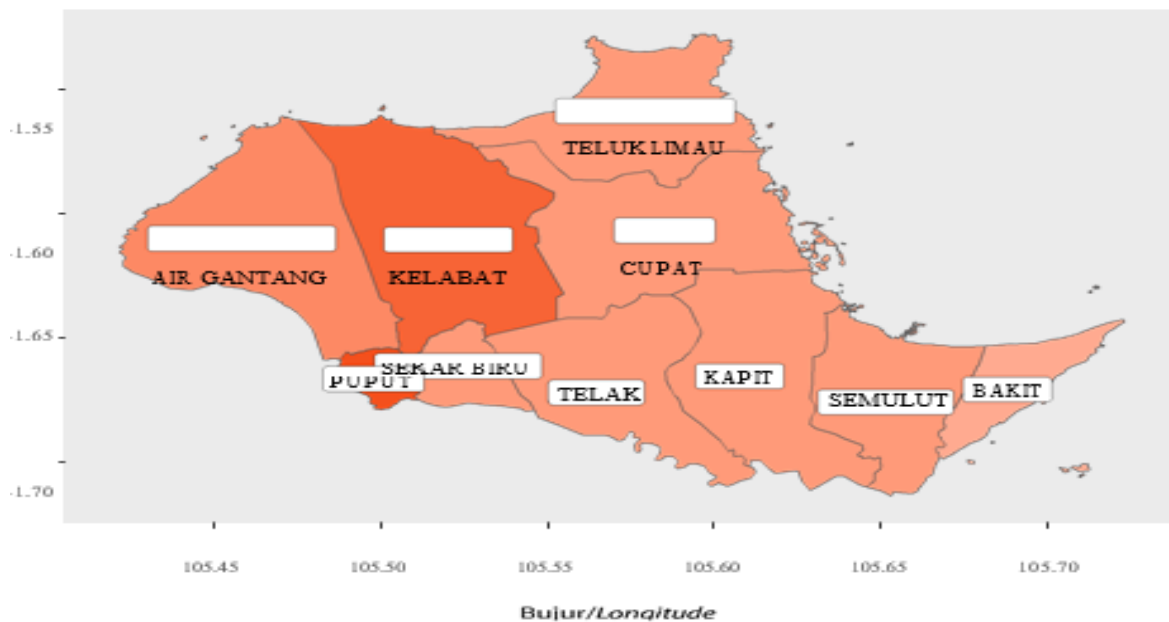 -1.55
TELUK LIMAU
-1.60
CUPAT
AIR GANTANG
KELABAT
-1.65
SEKAR BIRU
PUPUT
KAPIT
TELAK
BAKIT
SEMULUT
-1.70
105.45 105.50 105.55 105.60 105.65 105.70
Bujur/Longitude